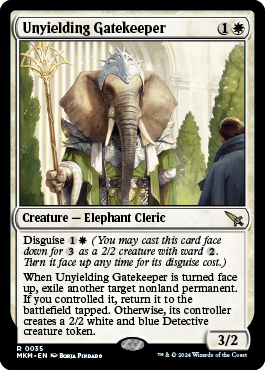 Unyielding Gatekeeper 1
Creature — Elephant Cleric
Disguise 1 (You may cast this card face
down for 3 as a 2/2 creature with ward 2.
Turn it face up any time for its disguise cost.)
When Unyielding Gatekeeper is turned face
up, exile another target nonland permanent.
If you controlled it, return it to the
battlefield tapped. Otherwise, its controller
creates a 2/2 white and blue Detective
creature token.
3/2
R 0035
MKM • EN Borja Pindado
™ & © 2024 Wizards of the Coast